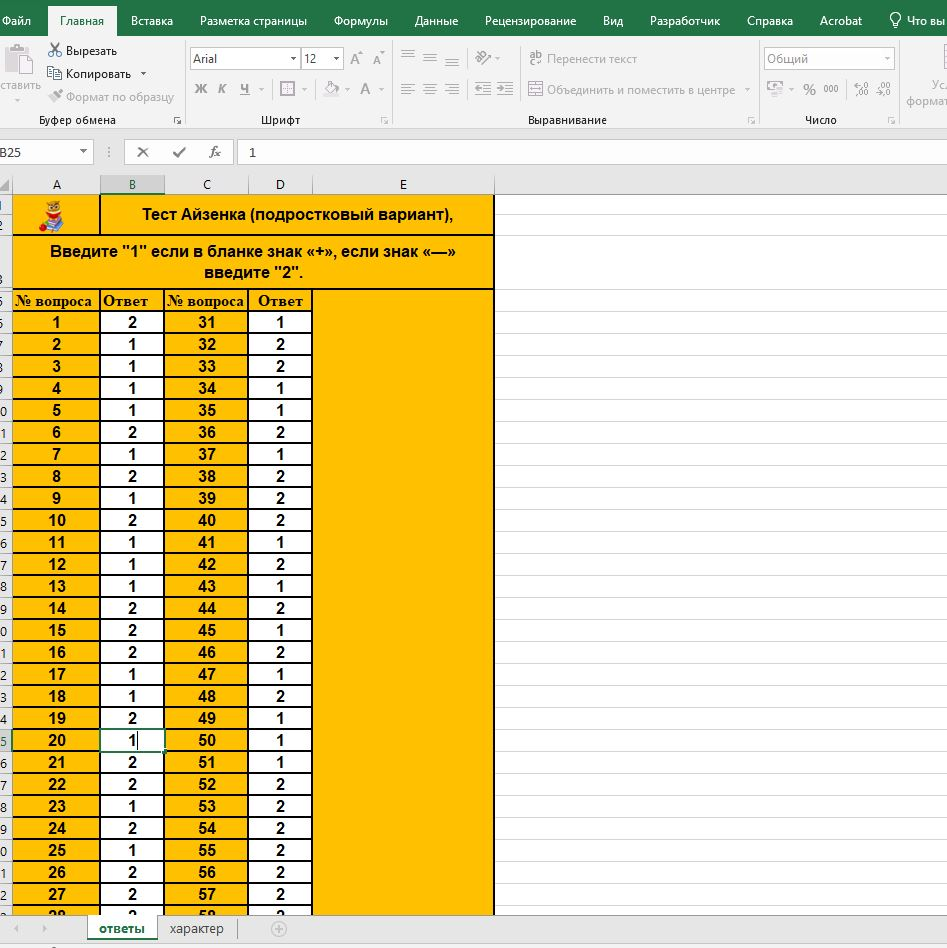 Файл Главная Вставка Разметка страницы Формулы Данные Рецензирование Вид Разработчик Справка Acrobat Что вы
Вырезать
Копировать
Формат по образцу
Буфер обмена
Arial 12
Ж К Ч А
Шрифт
Перенести текст
Объединить и поместить в центре
Выравнивание
Общий
% 000
Число
B25 fx 1
A B C D E
Тест Айзенка (подростковый вариант),
Введите "1" если в бланке знак «+», если знак «—»
введите "2".
№ вопроса Ответ № вопроса Ответ
1 2 31 1
2 1 32 2
3 1 33 2
4 1 34 1
5 1 35 1
6 2 36 2
7 1 37 1
8 2 38 2
9 1 39 2
10 2 40 2
11 1 41 1
12 1 42 2
13 1 43 1
14 2 44 2
15 2 45 1
16 2 46 2
17 1 47 1
18 1 48 2
19 2 49 1
20 1 50 1
21 2 51 1
22 2 52 2
23 1 53 2
24 2 54 2
25 1 55 2
26 2 56 2
27 2 57 2
28 2 58 2
ответы характер